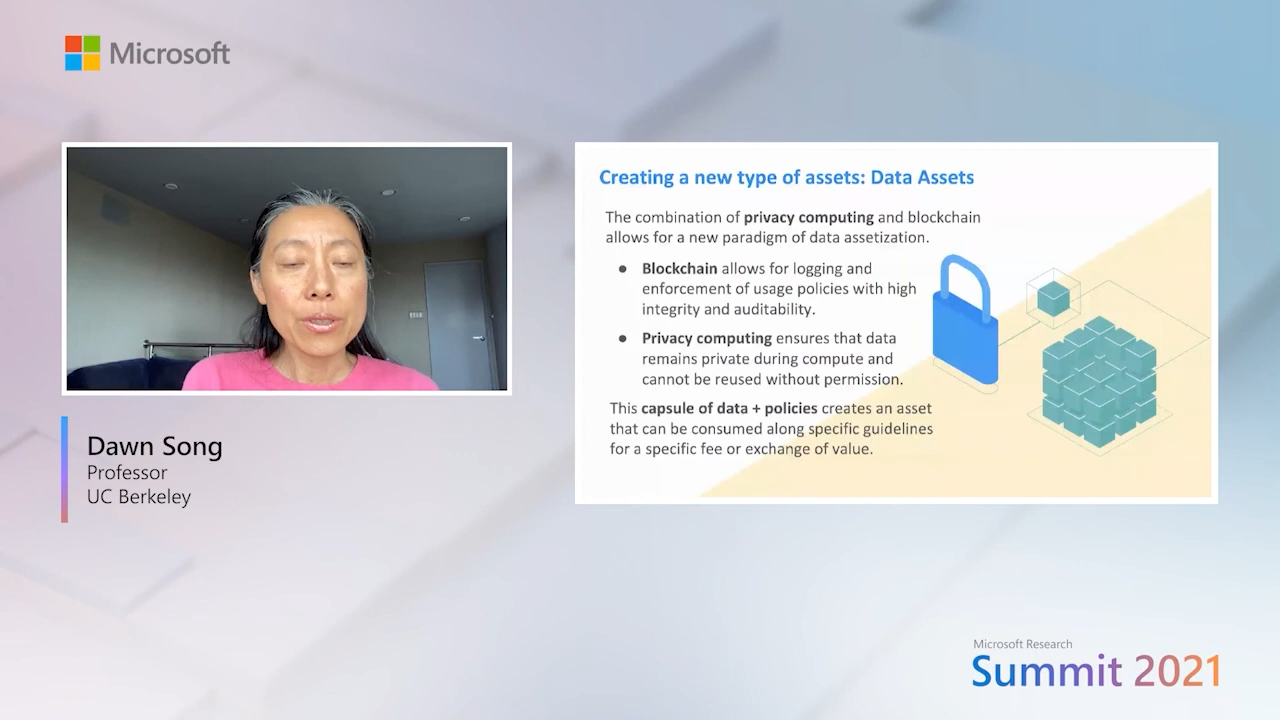 Microsoft
Dawn Song
Professor
UC Berkeley
Creating a new type of assets: Data Assets
The combination of privacy computing and blockchain
allows for a new paradigm of data assetization.
● Blockchain allows for logging and
enforcement of usage policies with high
integrity and auditability.
● Privacy computing ensures that data
remains private during compute and
cannot be reused without permission.
This capsule of data + policies creates an asset
that can be consumed along specific guidelines
for a specific fee or exchange of value.
Microsoft Research
Summit 2021